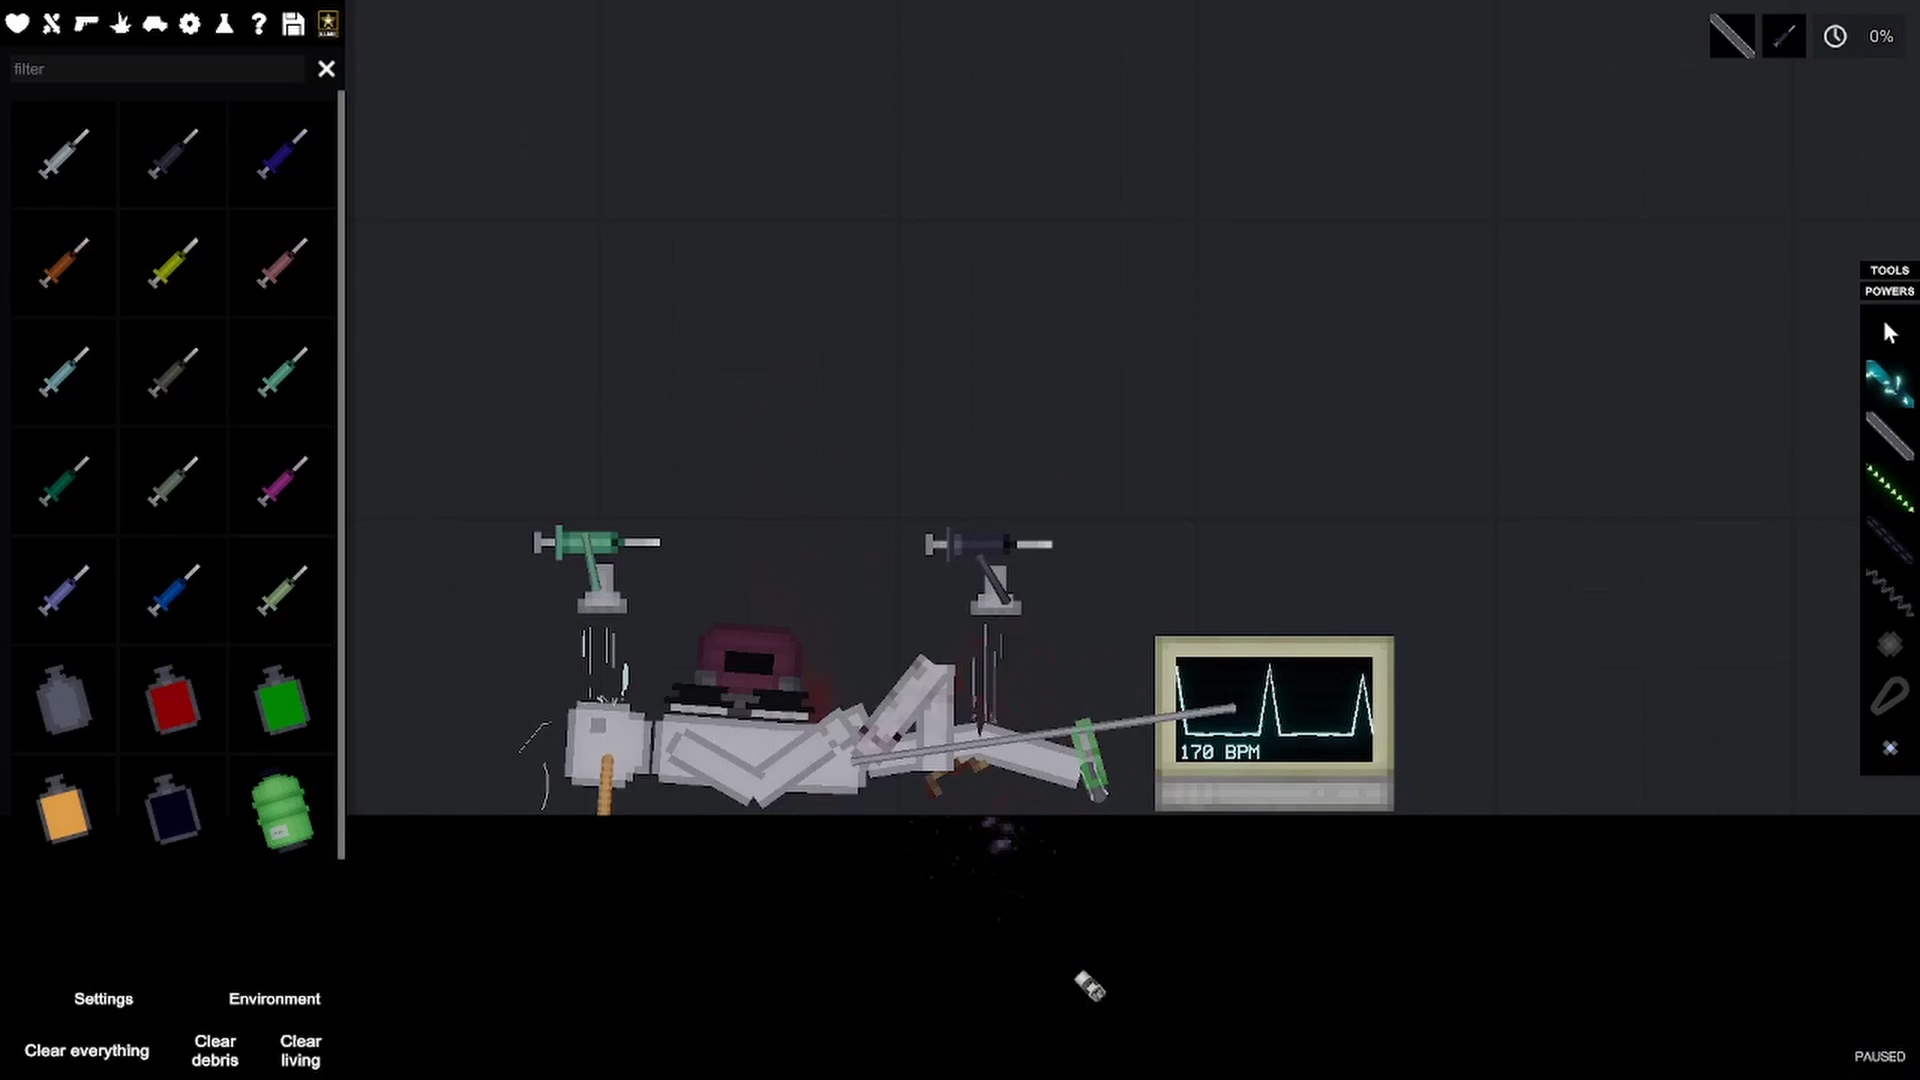 filter
0%
TOOLS
POWERS
170 BPM
Settings
Environment
Clear everything
Clear
debris
Clear
living
PAUSED